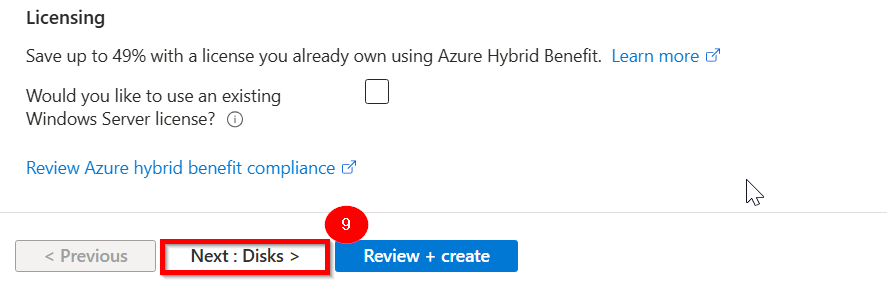 Licensing
Save up to 49% with a license you already own using Azure Hybrid Benefit. Learn more
Would you like to use an existing
Windows Server license?
Review Azure hybrid benefit compliance
9
< Previous
Next : Disks >
Review + create